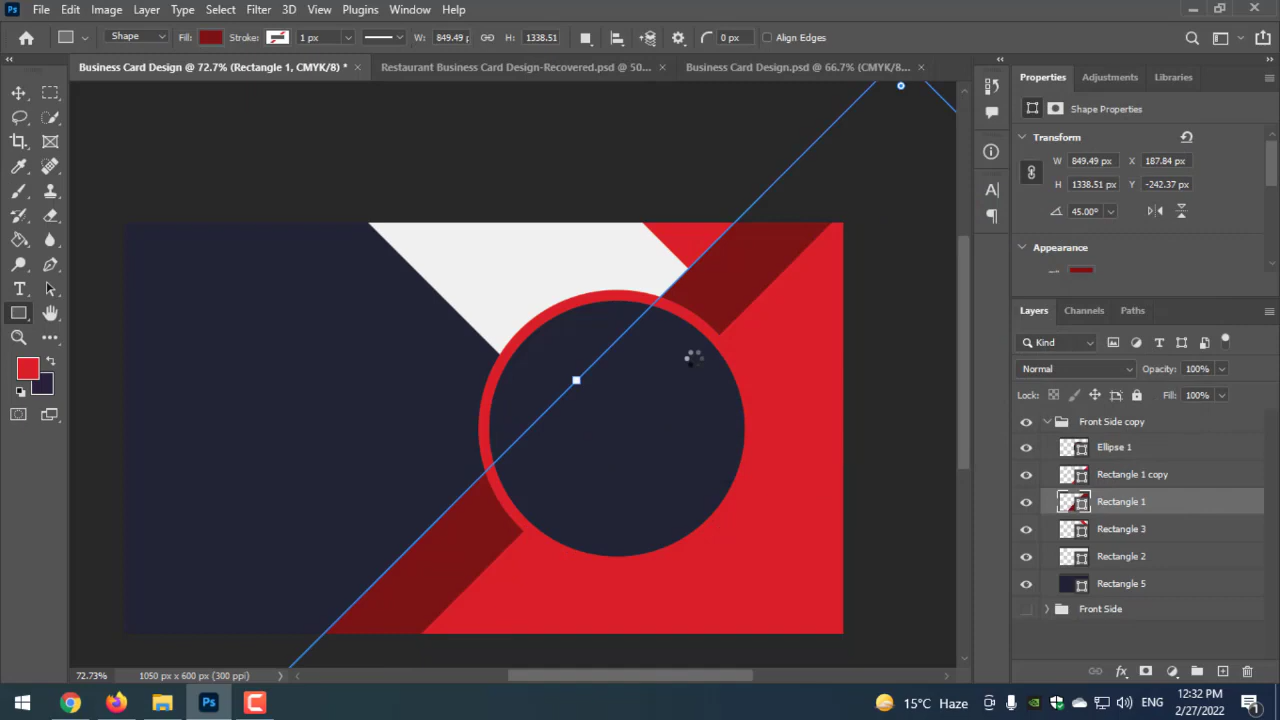 Ps File Edit Image Layer Type Select Filter 3D View Plugins Window Help
Shape Fill: Stroke: 1 px W: 849.49 p H: 1338.51 0 px Align Edges
Business Card Design @ 72.7% (Rectangle 1, CMYK/8) * × Restaurant Business Card Design-Recovered.psd @ 50... × Business Card Design.psd @ 66.7% (CMYK/8... ×
Properties Adjustments Libraries
Shape Properties
Transform
W 849.49 px X 187.84 px
H 1338.51 px Y -242.37 px
45.00°
Appearance
Layers Channels Paths
Kind
Normal Opacity: 100%
Lock: Fill: 100%
Front Side copy
Ellipse 1
Rectangle 1 copy
Rectangle 1
Rectangle 3
Rectangle 2
Rectangle 5
Front Side
72.73% 1050 px x 600 px (300 ppi)
Ps 15°C Haze ENG 12:32 PM
2/27/2022 1